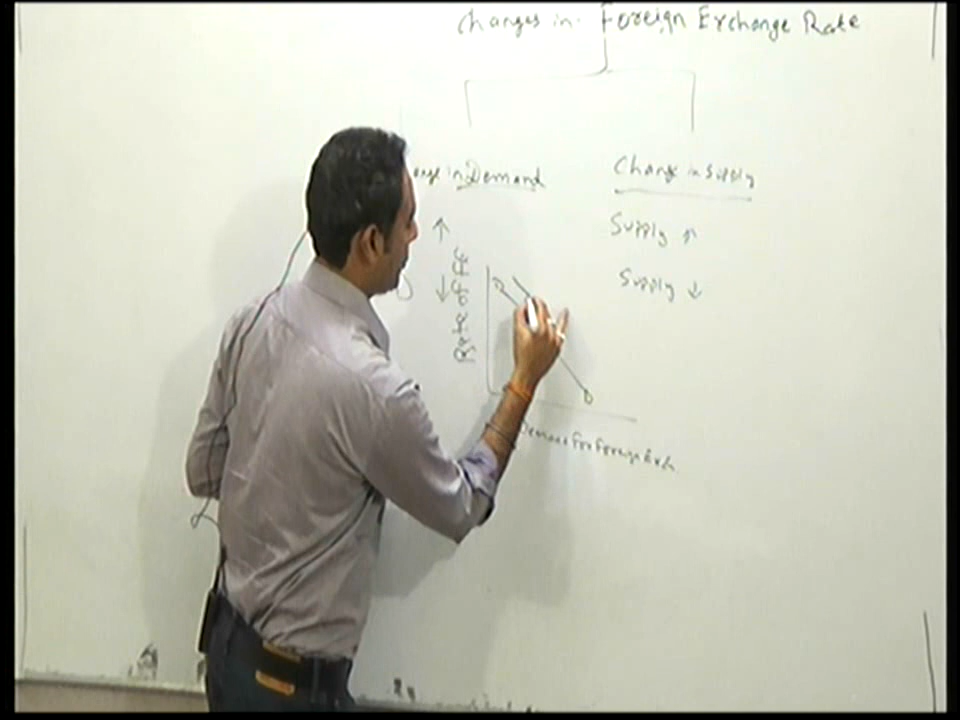 Changes in Foreign Exchange Rate
in Demand
Change in Supply
Supply ↑
Supply ↓
Rate of FE
D
D
Demand For Foreign Exch